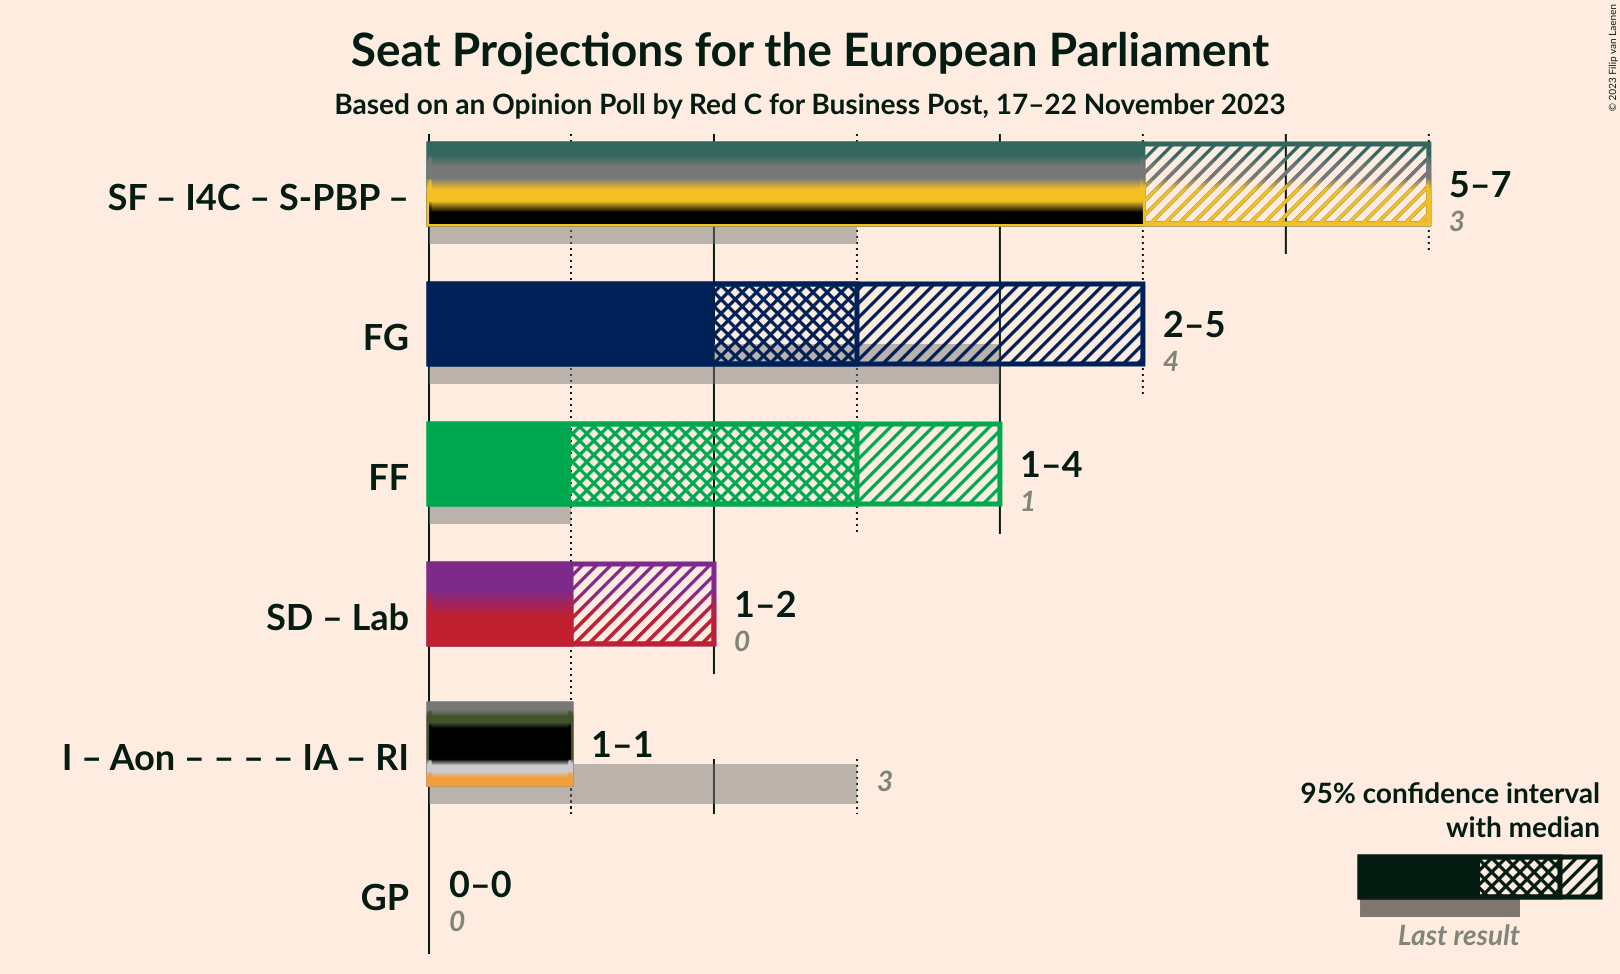 Seat Projections for the European Parliament
Based on an Opinion Poll by Red C for Business Post, 17–22 November 2023
© 2023 Filip van Laenen
SF – I4C – S-PBP –
5–7
3
FG
2–5
4
FF
1–4
1
SD – Lab
1–2
0
I – Aon – – – – IA – RI
1–1
3
GP
0–0
0
95% confidence interval
with median
Last result